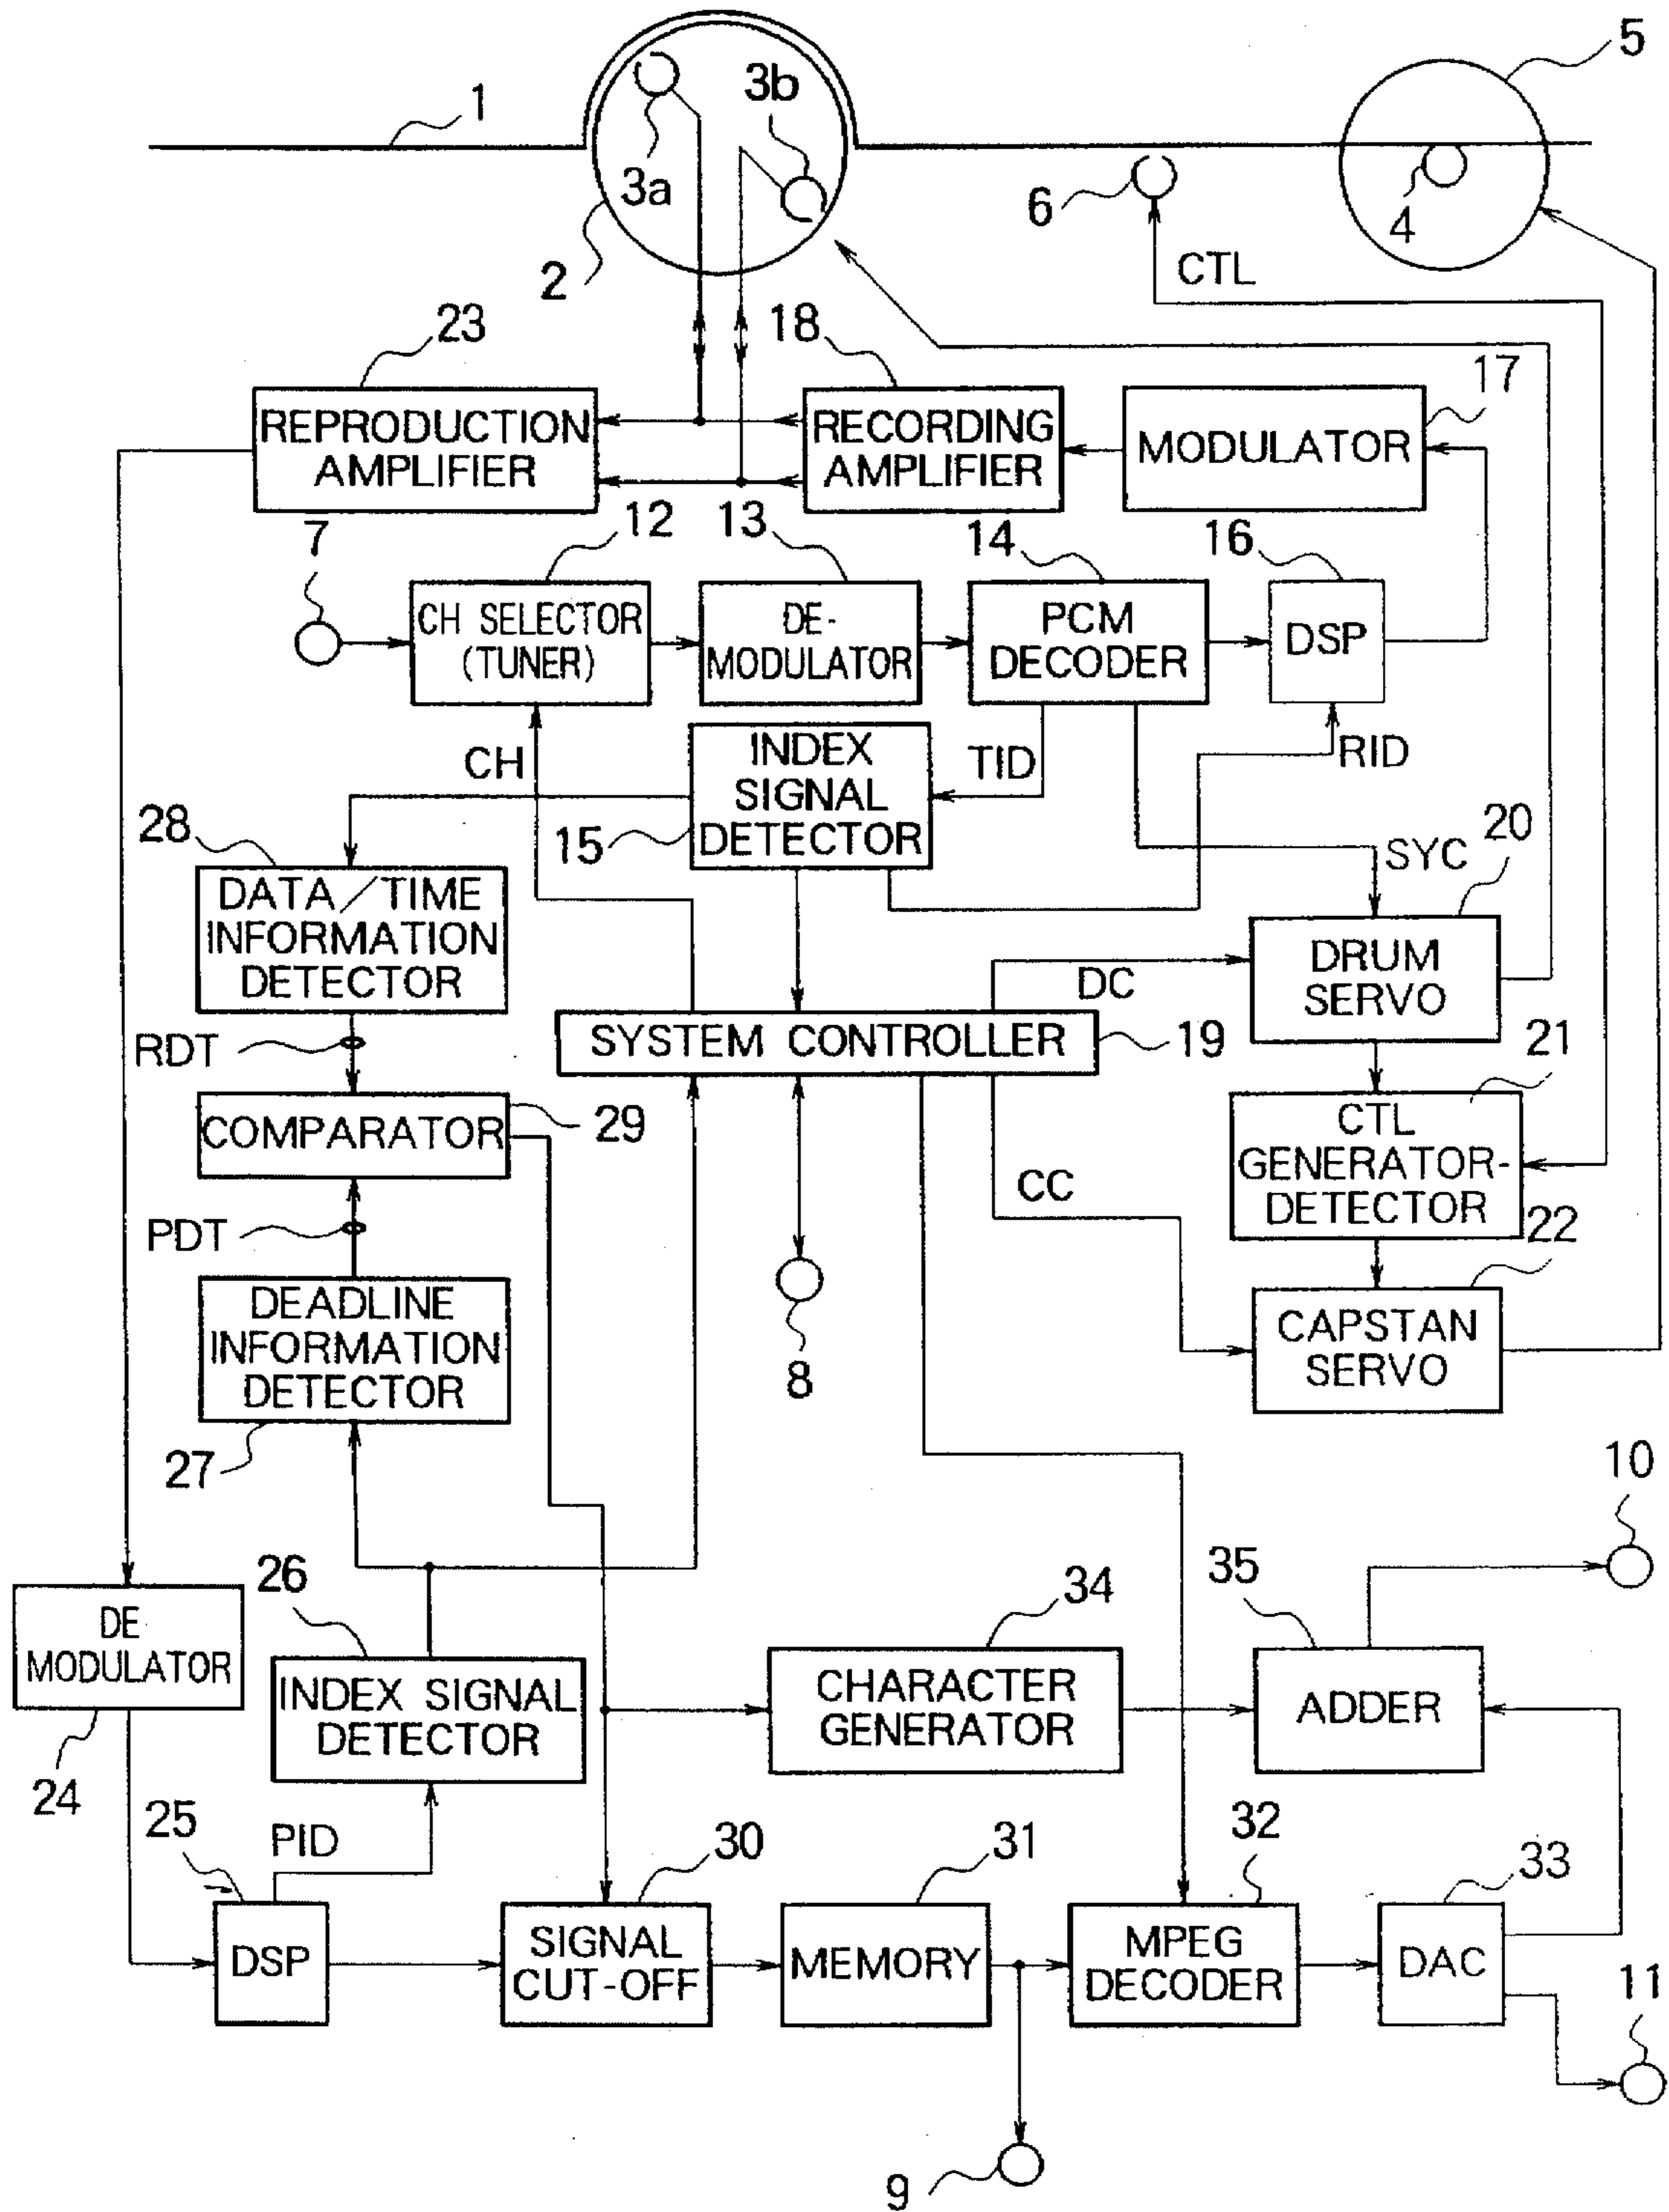 5
1
3b
3a
6
4
2
CTL
23
18
17
REPRODUCTION
AMPLIFIER
RECORDING
AMPLIFIER
MODULATOR
7
12
13
14
16
CH SELECTOR
(TUNER)
DE-
MODULATOR
PCM
DECODER
DSP
CH
INDEX
SIGNAL
DETECTOR
TID
RID
28
15
SYC
20
DATA/TIME
INFORMATION
DETECTOR
DC
DRUM
SERVO
RDT
SYSTEM CONTROLLER
19
21
COMPARATOR
29
CTL
GENERATOR-
DETECTOR
CC
PDT
22
DEADLINE
INFORMATION
DETECTOR
8
CAPSTAN
SERVO
27
10
26
34
35
DE
MODULATOR
INDEX SIGNAL
DETECTOR
CHARACTER
GENERATOR
ADDER
24
25
PID
30
31
32
33
DSP
SIGNAL
CUT-OFF
MEMORY
MPEG
DECODER
DAC
11
9